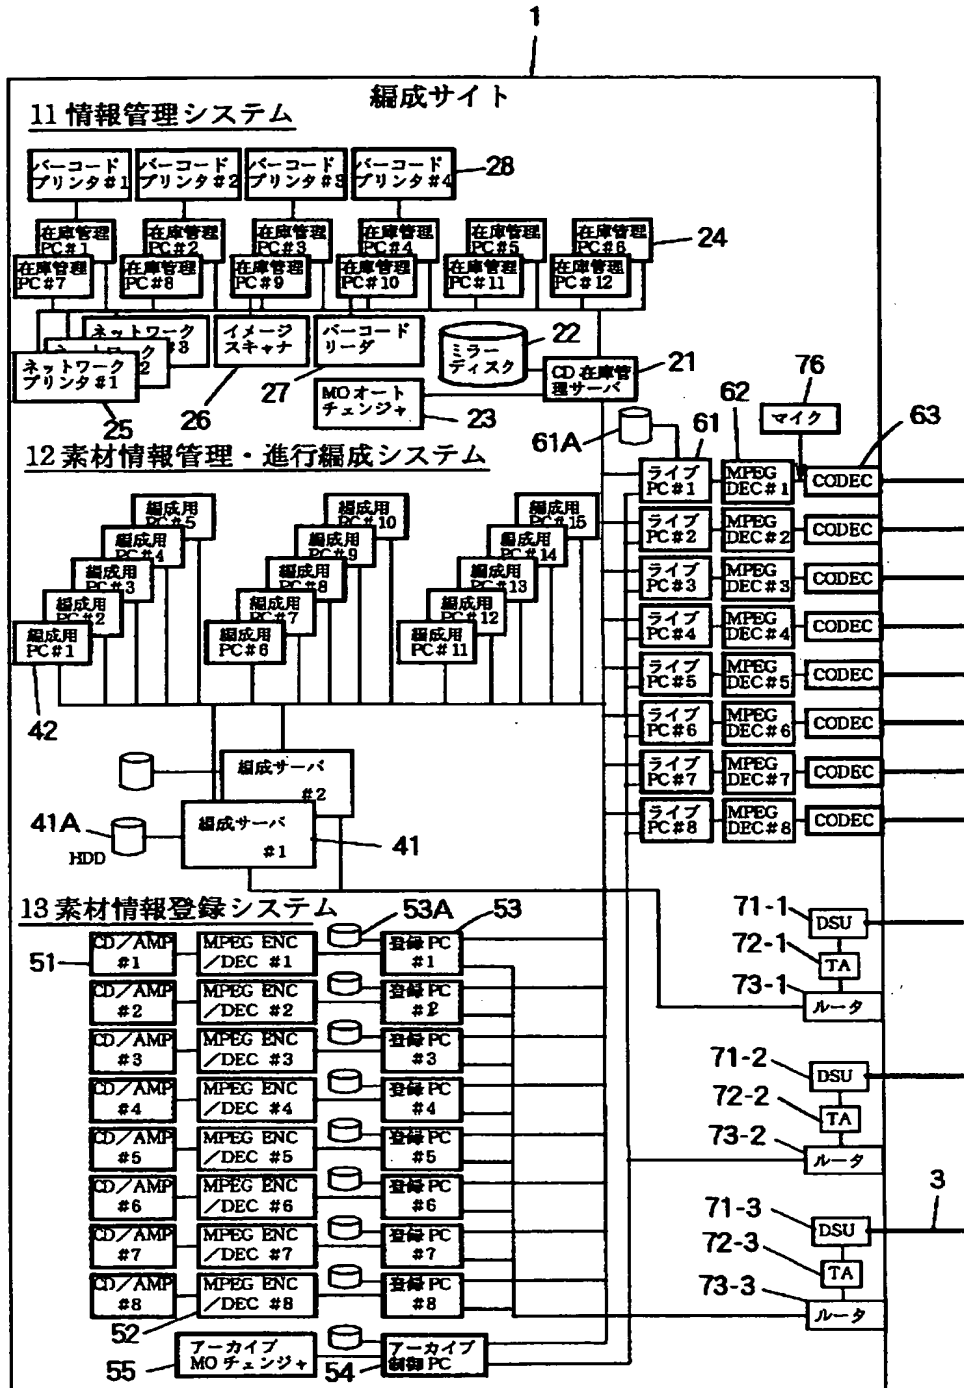 1
編成サイト
11 情報管理システム
バーコード
プリンタ#1
バーコード
プリンタ#2
バーコード
プリンタ#3
バーコード
プリンタ#4
28
在庫管理
PC#1
在庫管理
PC#2
在庫管理
PC#3
在庫管理
PC#4
在庫管理
PC#5
在庫管理
PC#6
24
在庫管理
PC#7
在庫管理
PC#8
在庫管理
PC#9
在庫管理
PC#10
在庫管理
PC#11
在庫管理
PC#12
ネットワーク
#3
2
ネットワーク
プリンタ#1
25
イメージ
スキャナ
26
バーコード
リーダ
27
ミラー
ディスク
22
CD在庫管
理サーバ
21
MOオート
チェンジャ
23
12 素材情報管理・進行編成システム
編成用
PC#5
編成用
PC#4
編成用
PC#3
編成用
PC#2
編成用
PC#1
42
編成用
PC#10
編成用
PC#9
編成用
PC#8
編成用
PC#7
編成用
PC#6
編成用
PC#15
編成用
PC#14
編成用
PC#13
編成用
PC#12
編成用
PC#11
編成サーバ
#2
編成サーバ
#1
41
41A
HDD
61A
61
62
76
マイク
63
ライブ
PC#1
MPEG
DEC#1
CODEC
ライブ
PC#2
MPEG
DEC#2
CODEC
ライブ
PC#3
MPEG
DEC#3
CODEC
ライブ
PC#4
MPEG
DEC#4
CODEC
ライブ
PC#5
MPEG
DEC#5
CODEC
ライブ
PC#6
MPEG
DEC#6
CODEC
ライブ
PC#7
MPEG
DEC#7
CODEC
ライブ
PC#8
MPEG
DEC#8
CODEC
13 素材情報登録システム
53A
53
51
CD/AMP
#1
MPEG ENC
/DEC #1
登録PC
#1
CD/AMP
#2
MPEG ENC
/DEC #2
登録PC
#2
CD/AMP
#3
MPEG ENC
/DEC #3
登録PC
#3
CD/AMP
#4
MPEG ENC
/DEC #4
登録PC
#4
CD/AMP
#5
MPEG ENC
/DEC #5
登録PC
#5
CD/AMP
#6
MPEG ENC
/DEC #6
登録PC
#6
CD/AMP
#7
MPEG ENC
/DEC #7
登録PC
#7
CD/AMP
#8
MPEG ENC
/DEC #8
登録PC
#8
52
アーカイブ
MOチェンジャ
55
アーカイブ
制御PC
54
71-1
DSU
72-1
TA
73-1
ルータ
71-2
DSU
72-2
TA
73-2
ルータ
71-3
DSU
3
72-3
TA
73-3
ルータ